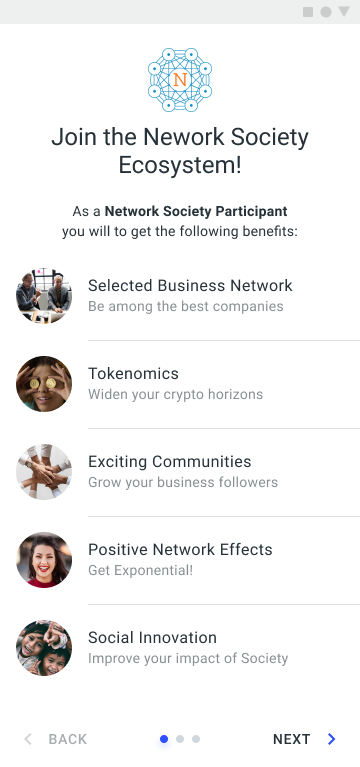 N
Join the Nework Society
Ecosystem!
As a Network Society Participant
you will to get the following benefits:
Selected Business Network
Be among the best companies
Tokenomics
Widen your crypto horizons
Exciting Communities
Grow your business followers
Positive Network Effects
Get Exponential!
Social Innovation
Improve your impact of Society
BACK
NEXT